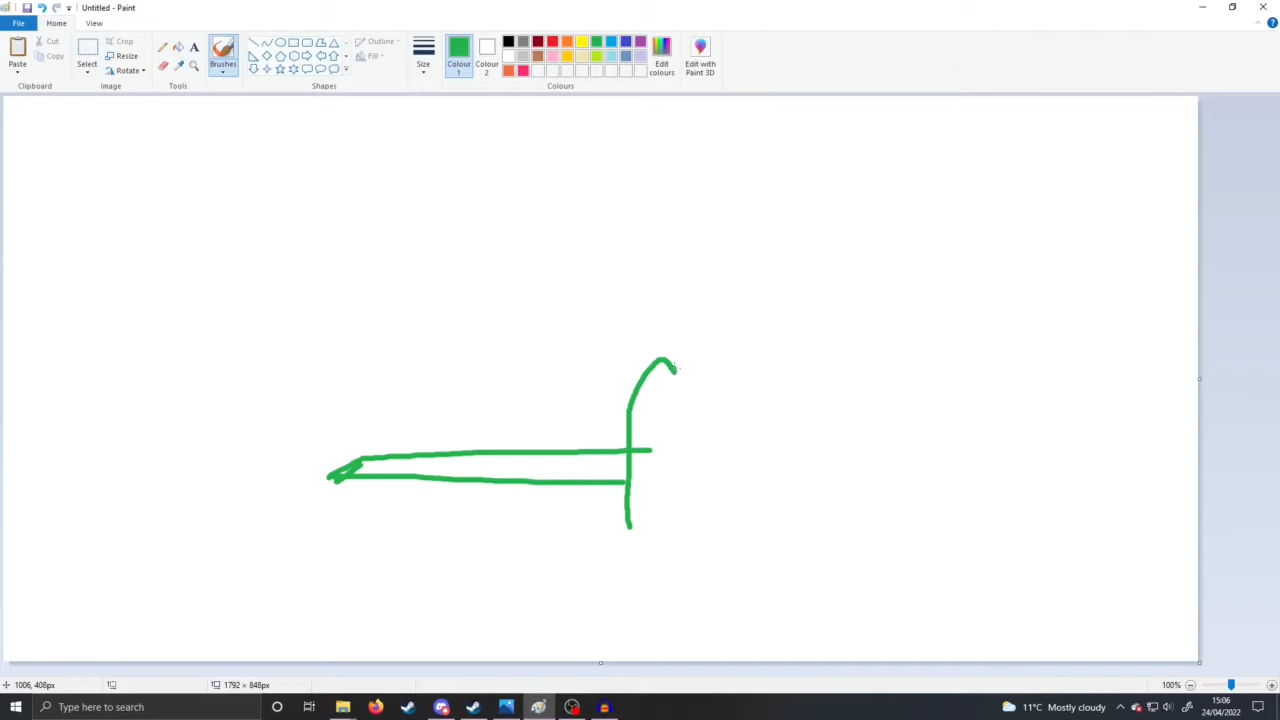 Untitled - Paint
File
Home
View
Paste
Cut
Copy
Clipboard
Select
Crop
Resize
Rotate
Image
A
Tools
Brushes
Outline
Fill
Shapes
Size
Colour
1
Colour
2
Edit
colours
Edit with
Paint 3D
Colours
1006, 408px
1792 × 848px
100%
Type here to search
11°C Mostly cloudy
15:06
24/04/2022